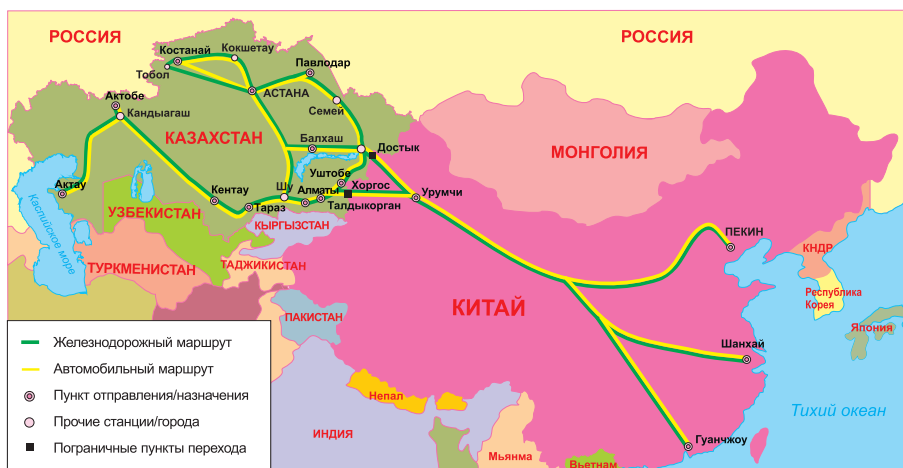 РОССИЯ
РОССИЯ
Костанай
Кокшетау
Тобол
Павлодар
АСТАНА
Актобе
Кандыагаш
Семей
КАЗАХСТАН
Балхаш
Достык
МОНГОЛИЯ
Уштобе
Актау
Кентау
Шу
Алматы
Хоргос
Урумчи
Тараз
Талдыкорган
УЗБЕКИСТАН
КЫРГЫЗСТАН
Каспийское море
ПЕКИН
КНДР
ТУРКМЕНИСТАН
ТАДЖИКИСТАН
Республика
Корея
КИТАЙ
ПАКИСТАН
Япония
Шанхай
Непал
Тихий океан
ИНДИЯ
Гуанчжоу
Мьянма
Вьетнам
Железнодорожный маршрут
Автомобильный маршрут
Пункт отправления/назначения
Прочие станции/города
Пограничные пункты перехода